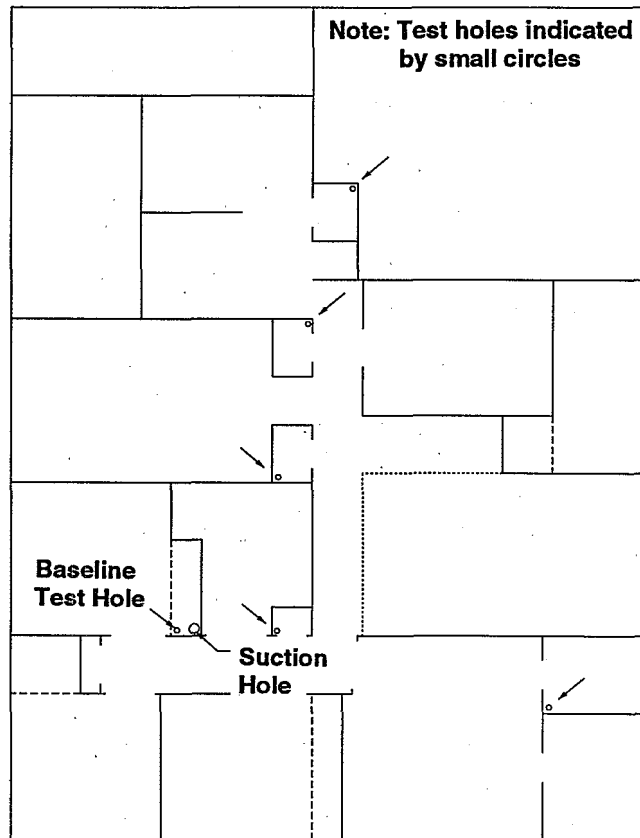 Note: Test holes indicated
by small circles
Baseline
Test Hole
Suction
Hole